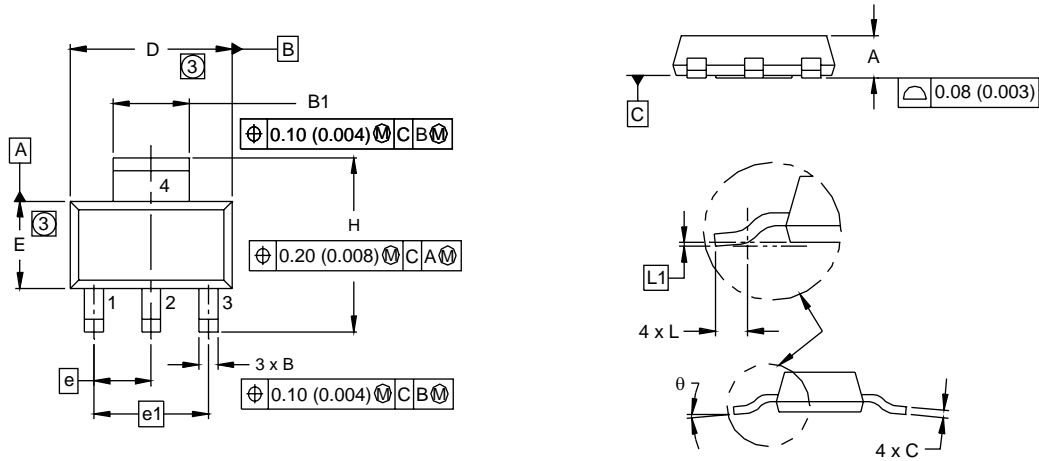 D
B
3
B1
⌖ 0.10 (0.004) Ⓜ C B Ⓜ
A
4
3
E
H
⌖ 0.20 (0.008) Ⓜ C A Ⓜ
1 2 3
3 x B
e
⌖ 0.10 (0.004) Ⓜ C B Ⓜ
e1
A
C
⌓ 0.08 (0.003)
L1
4 x L
θ
4 x C